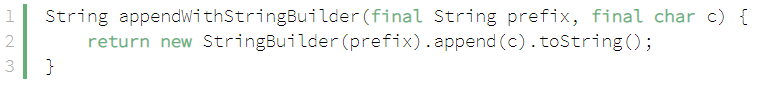 1 String appendWithStringBuilder(final String prefix, final char c) {
2     return new StringBuilder(prefix).append(c).toString();
3 }